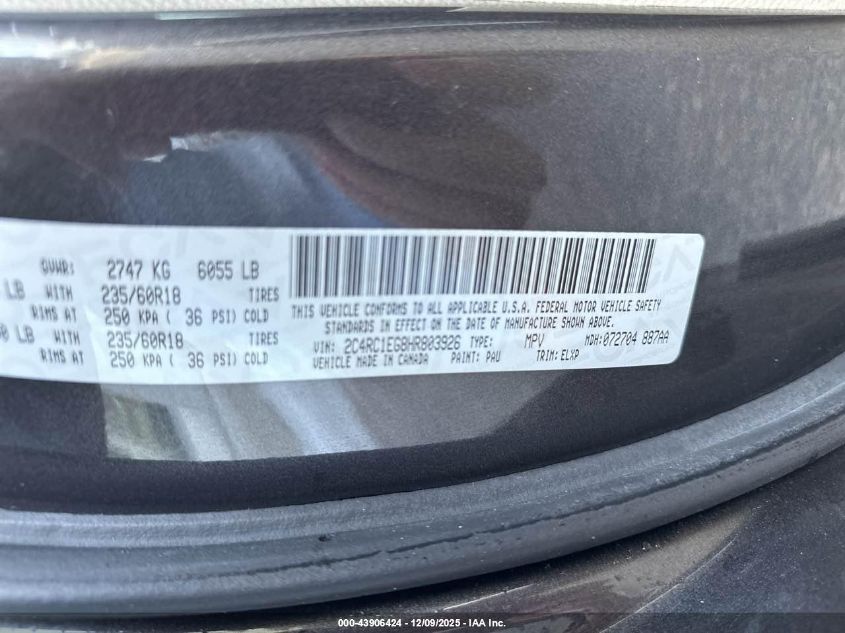 GVWR: 2747 KG 6055 LB
LB WITH 235/60R18 TIRES
RIMS AT 250 KPA ( 36 PSI) COLD
0 LB WITH 235/60R18 TIRES
RIMS AT 250 KPA ( 36 PSI) COLD
THIS VEHICLE CONFORMS TO ALL APPLICABLE U.S.A. FEDERAL MOTOR VEHICLE SAFETY
STANDARDS IN EFFECT ON THE DATE OF MANUFACTURE SHOWN ABOVE.
VIN: 2C4RC1EG8HR803926 TYPE: MPV MDH:072704 887AA
VEHICLE MADE IN CANADA PAINT: PAU TRIM: ELXP
000-43906424 - 12/09/2025 - IAA Inc.